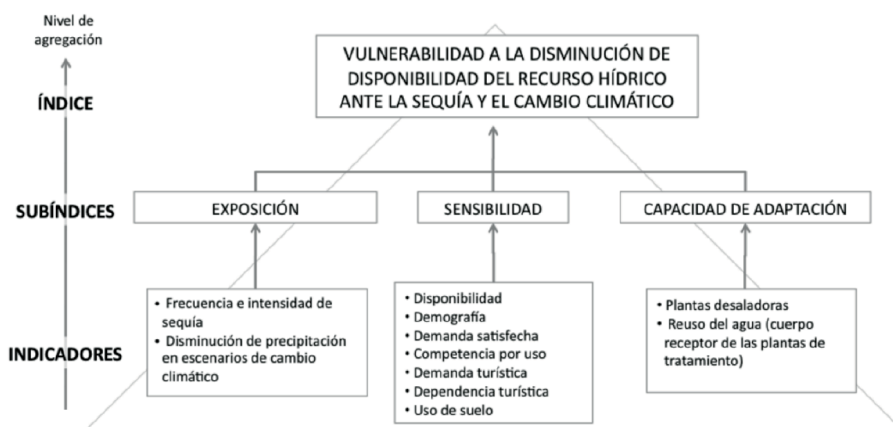 Nivel de
agregación
VULNERABILIDAD A LA DISMINUCIÓN DE
DISPONIBILIDAD DEL RECURSO HÍDRICO
ANTE LA SEQUÍA Y EL CAMBIO CLIMÁTICO
ÍNDICE
SUBÍNDICES
EXPOSICIÓN
SENSIBILIDAD
CAPACIDAD DE ADAPTACIÓN
INDICADORES
• Frecuencia e intensidad de
sequía
• Disminución de precipitación
en escenarios de cambio
climático
• Disponibilidad
• Demografía
• Demanda satisfecha
• Competencia por uso
• Demanda turística
• Dependencia turística
• Uso de suelo
• Plantas desaladoras
• Reuso del agua (cuerpo
receptor de las plantas de
tratamiento)